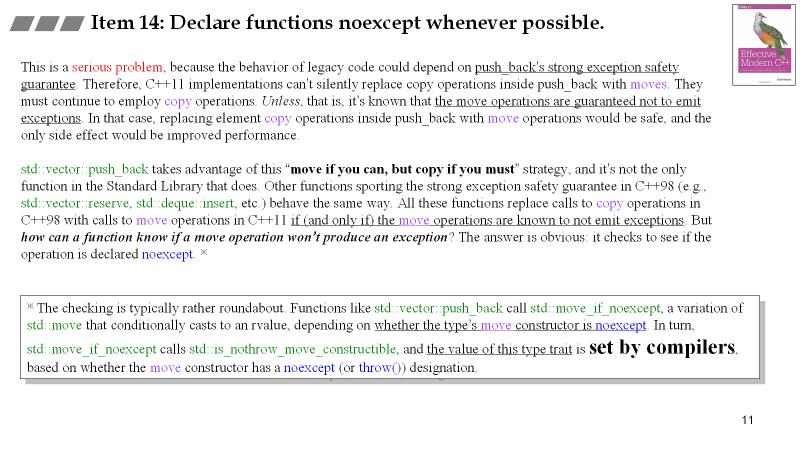 Item 14: Declare functions noexcept whenever possible.
Effective
Modern C++
This is a serious problem, because the behavior of legacy code could depend on push_back's strong exception safety
guarantee. Therefore, C++11 implementations can't silently replace copy operations inside push_back with moves. They
must continue to employ copy operations. Unless, that is, it's known that the move operations are guaranteed not to emit
exceptions. In that case, replacing element copy operations inside push_back with move operations would be safe, and the
only side effect would be improved performance.
std::vector::push_back takes advantage of this “move if you can, but copy if you must” strategy, and it's not the only
function in the Standard Library that does. Other functions sporting the strong exception safety guarantee in C++98 (e.g.,
std::vector::reserve, std::deque::insert, etc.) behave the same way. All these functions replace calls to copy operations in
C++98 with calls to move operations in C++11 if (and only if) the move operations are known to not emit exceptions. But
how can a function know if a move operation won't produce an exception? The answer is obvious: it checks to see if the
operation is declared noexcept. ※
※ The checking is typically rather roundabout. Functions like std::vector::push_back call std::move_if_noexcept, a variation of
std::move that conditionally casts to an rvalue, depending on whether the type's move constructor is noexcept. In turn,
std::move_if_noexcept calls std::is_nothrow_move_constructible, and the value of this type trait is set by compilers,
based on whether the move constructor has a noexcept (or throw()) designation.
11